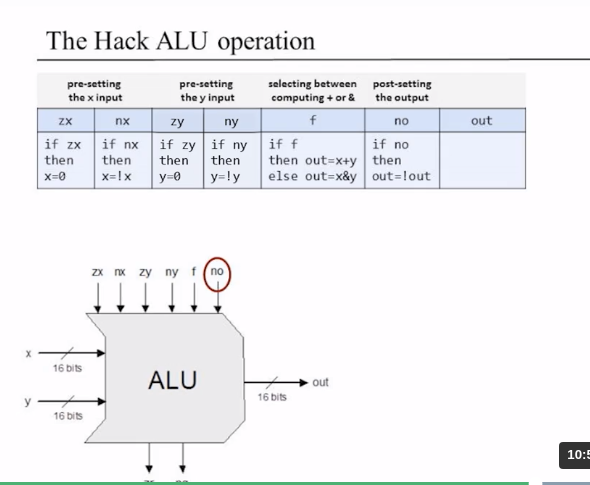 The Hack ALU operation
pre-setting the x input
pre-setting the y input
selecting between computing + or &
post-setting the output
zx nx zy ny f no out
if zx then x=0
if nx then x=!x
if zy then y=0
if ny then y=!y
if f then out=x+y else out=x&y
if no then out=!out
zx nx zy ny f no
x
16 bits
ALU
out
16 bits
y
16 bits